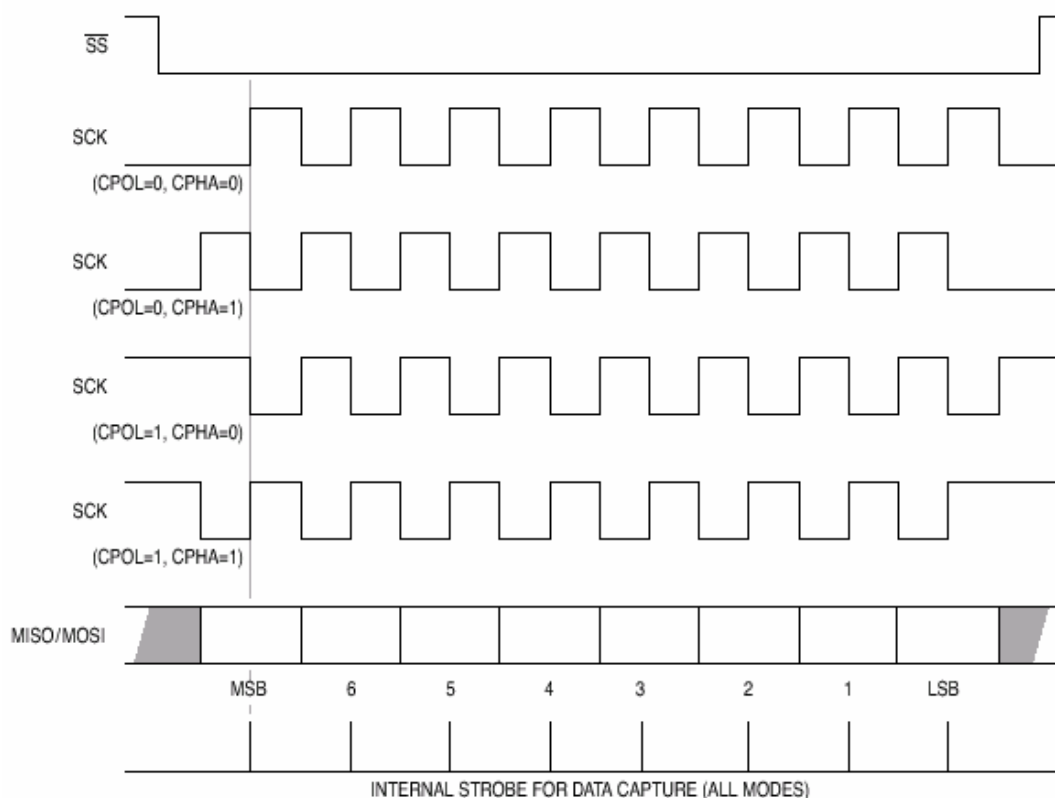 S̅S̅
SCK
(CPOL=0, CPHA=0)
SCK
(CPOL=0, CPHA=1)
SCK
(CPOL=1, CPHA=0)
SCK
(CPOL=1, CPHA=1)
MISO/MOSI
MSB 6 5 4 3 2 1 LSB
INTERNAL STROBE FOR DATA CAPTURE (ALL MODES)